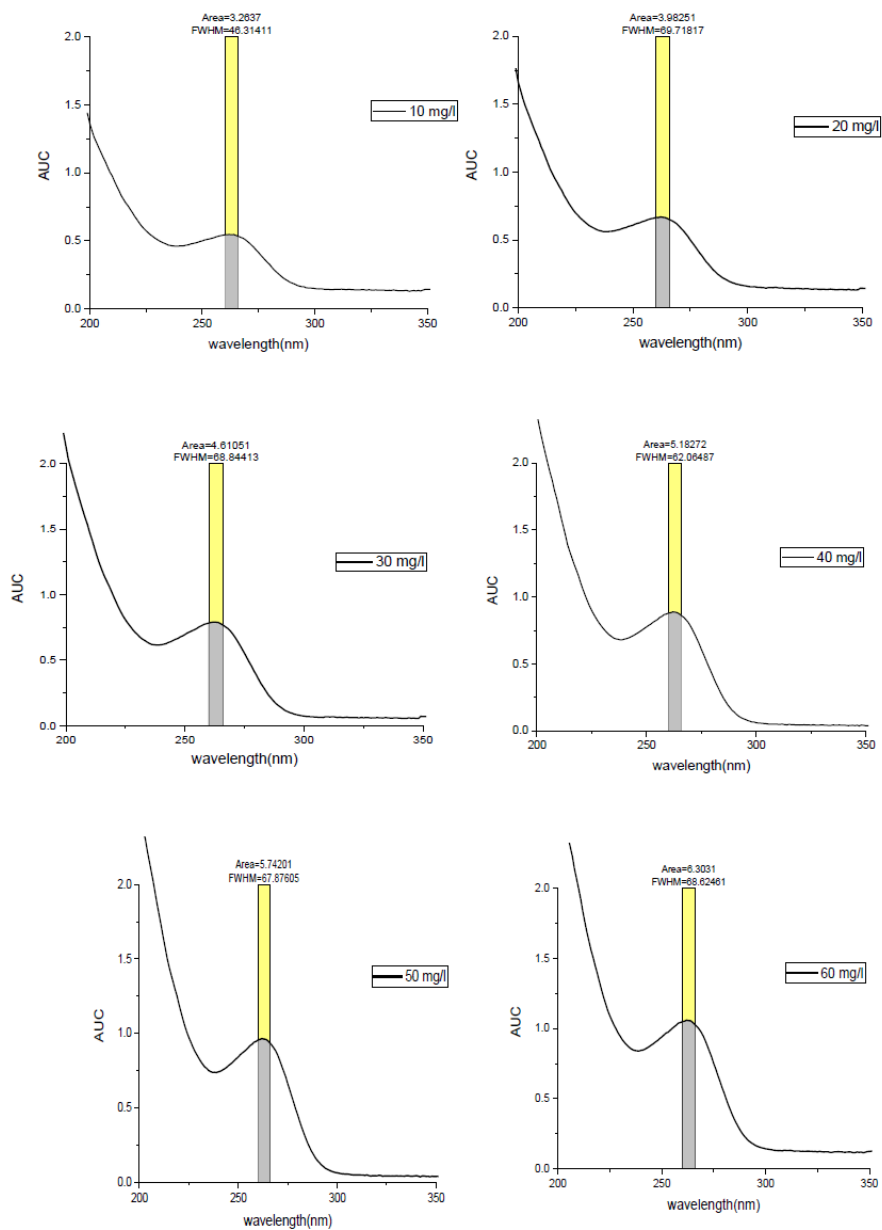 Area=3.2637
FWHM=46.31411
2.0
1.5
1.0
0.5
0.0
AUC
10 mg/l
200
250
300
350
wavelength(nm)
Area=3.98251
FWHM=69.71817
2.0
1.5
1.0
0.5
0.0
AUC
20 mg/l
200
250
300
350
wavelength(nm)
Area=4.61051
FWHM=68.84413
2.0
1.5
1.0
0.5
0.0
AUC
30 mg/l
200
250
300
350
wavelength(nm)
Area=5.18272
FWHM=62.06487
2.0
1.5
1.0
0.5
0.0
AUC
40 mg/l
200
250
300
350
wavelength(nm)
Area=5.74201
FWHM=67.87605
2.0
1.5
1.0
0.5
0.0
AUC
50 mg/l
200
250
300
350
wavelength(nm)
Area=6.3031
FWHM=68.62461
2.0
1.5
1.0
0.5
0.0
AUC
60 mg/l
200
250
300
350
wavelength(nm)